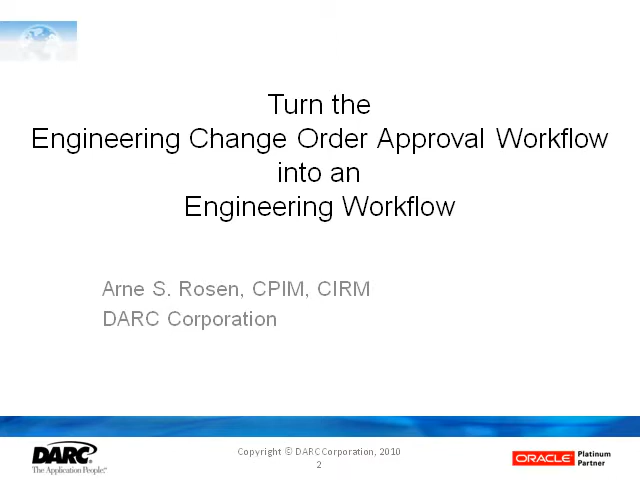 Turn the
Engineering Change Order Approval Workflow
into an
Engineering Workflow
Arne S. Rosen, CPIM, CIRM
DARC Corporation
DARC
The Application People.
Copyright © DARC Corporation, 2010
2
ORACLE
Platinum
Partner